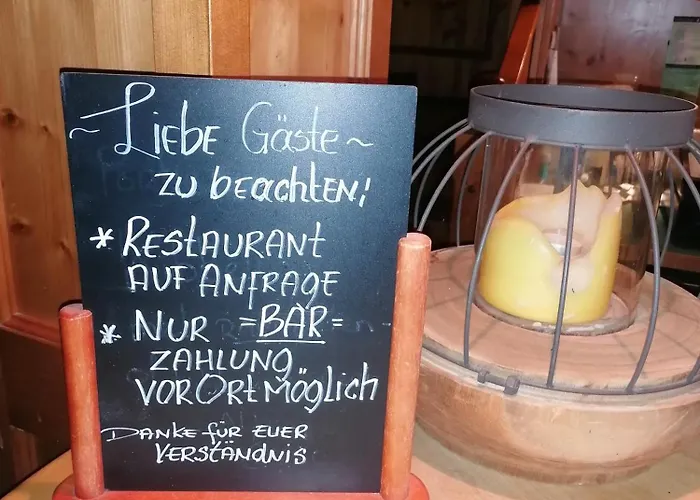 ~ Liebe Gäste ~
zu beachten!
* Restaurant
auf Anfrage
* Nur =BAR=
Zahlung
vor Ort möglich
Danke für euer
Verständnis